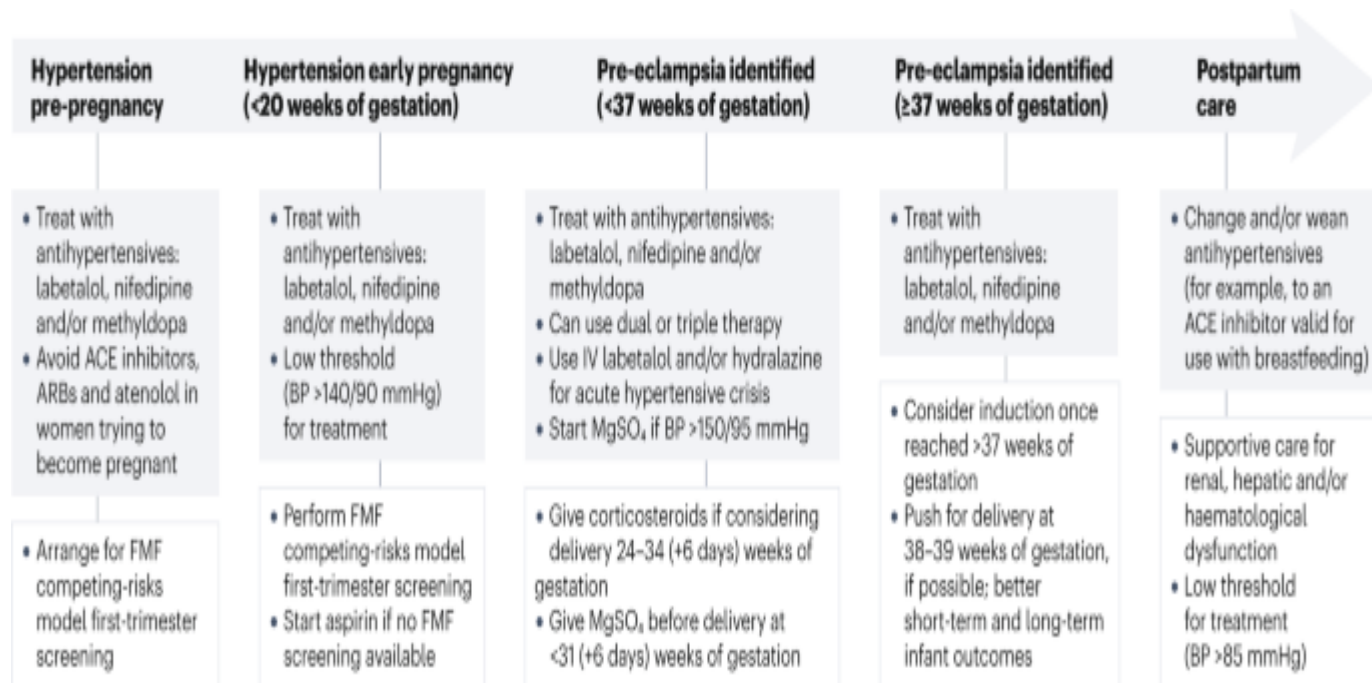 Hypertension
pre-pregnancy
Hypertension early pregnancy
(<20 weeks of gestation)
Pre-eclampsia identified
(<37 weeks of gestation)
Pre-eclampsia identified
(≥37 weeks of gestation)
Postpartum
care
• Treat with
antihypertensives:
labetalol, nifedipine
and/or methyldopa
• Avoid ACE inhibitors,
ARBs and atenolol in
women trying to
become pregnant
• Arrange for FMF
competing-risks
model first-trimester
screening
• Treat with
antihypertensives:
labetalol, nifedipine
and/or methyldopa
• Low threshold
(BP >140/90 mmHg)
for treatment
• Perform FMF
competing-risks model
first-trimester screening
• Start aspirin if no FMF
screening available
• Treat with antihypertensives:
labetalol, nifedipine and/or
methyldopa
• Can use dual or triple therapy
• Use IV labetalol and/or hydralazine
for acute hypertensive crisis
• Start MgSO₄ if BP >150/95 mmHg
• Give corticosteroids if considering
delivery 24–34 (+6 days) weeks of
gestation
• Give MgSO₄ before delivery at
<31 (+6 days) weeks of gestation
• Treat with
antihypertensives:
labetalol, nifedipine
and/or methyldopa
• Consider induction once
reached >37 weeks of
gestation
• Push for delivery at
38–39 weeks of gestation,
if possible; better
short-term and long-term
infant outcomes
• Change and/or wean
antihypertensives
(for example, to an
ACE inhibitor valid for
use with breastfeeding)
• Supportive care for
renal, hepatic and/or
haematological
dysfunction
• Low threshold
for treatment
(BP >85 mmHg)